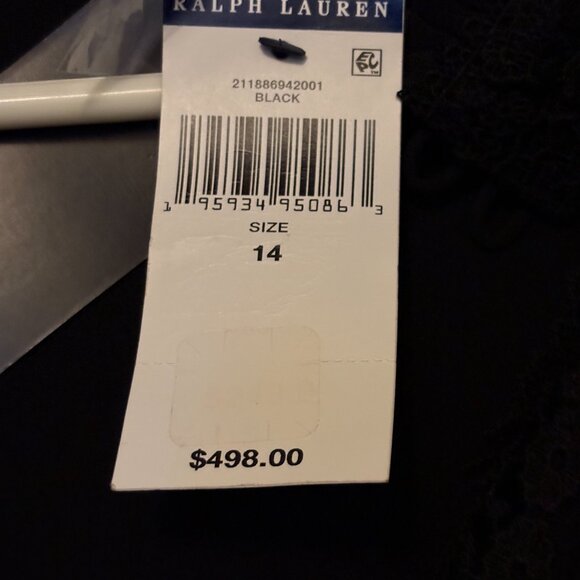 RALPH LAUREN
211886942001
BLACK
1 95934 95086 3
SIZE
14
$498.00